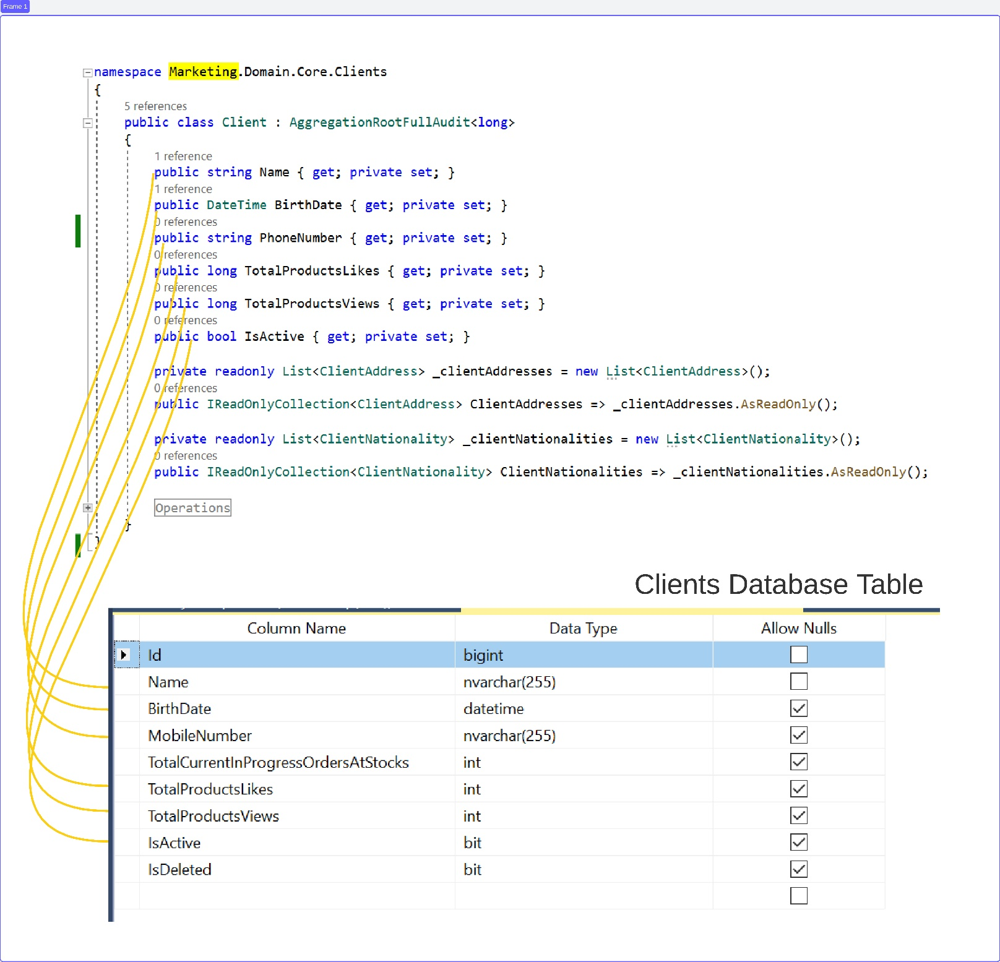 Frame 1
namespace Marketing.Domain.Core.Clients
{
5 references
public class Client : AggregationRootFullAudit<long>
{
1 reference
public string Name { get; private set; }
1 reference
public DateTime BirthDate { get; private set; }
0 references
public string PhoneNumber { get; private set; }
0 references
public long TotalProductsLikes { get; private set; }
0 references
public long TotalProductsViews { get; private set; }
0 references
public bool IsActive { get; private set; }
private readonly List<ClientAddress> _clientAddresses = new List<ClientAddress>();
0 references
public IReadOnlyCollection<ClientAddress> ClientAddresses => _clientAddresses.AsReadOnly();
private readonly List<ClientNationality> _clientNationalities = new List<ClientNationality>();
0 references
public IReadOnlyCollection<ClientNationality> ClientNationalities => _clientNationalities.AsReadOnly();
Operations
}
}
Clients Database Table
Column Name Data Type Allow Nulls
Id bigint
Name nvarchar(255)
BirthDate datetime
MobileNumber nvarchar(255)
TotalCurrentInProgressOrdersAtStocks int
TotalProductsLikes int
TotalProductsViews int
IsActive bit
IsDeleted bit